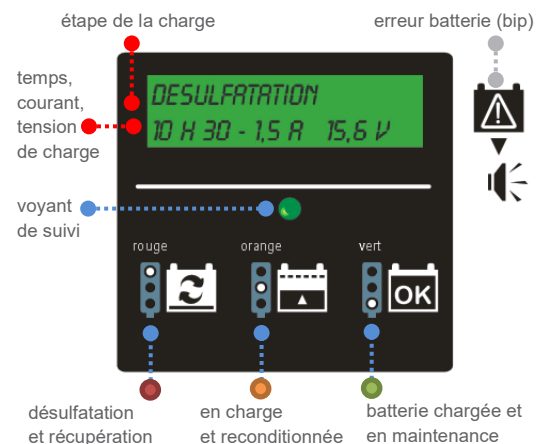 étape de la charge
erreur batterie (bip)
temps,
courant,
tension
de charge
DESULFATATION
10 H 30 - 1,5 A 15,6 V
voyant
de suivi
rouge
orange
vert
OK
désulfatation
et récupération
en charge
et reconditionnée
batterie chargée et
en maintenance